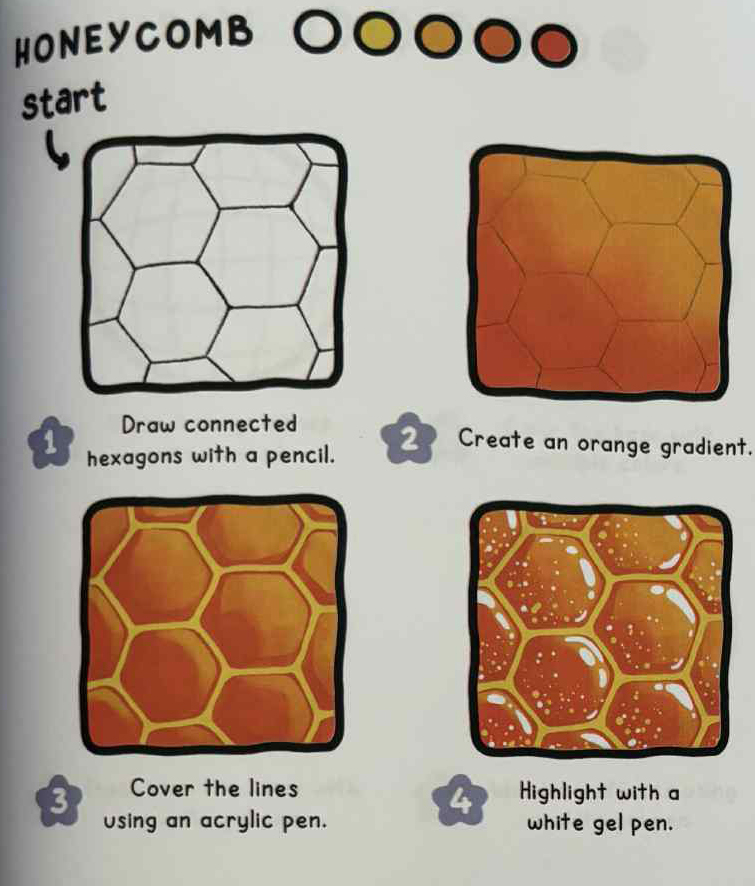 HONEYCOMB
start
1
Draw connected
hexagons with a pencil.
2
Create an orange gradient.
3
Cover the lines
using an acrylic pen.
4
Highlight with a
white gel pen.